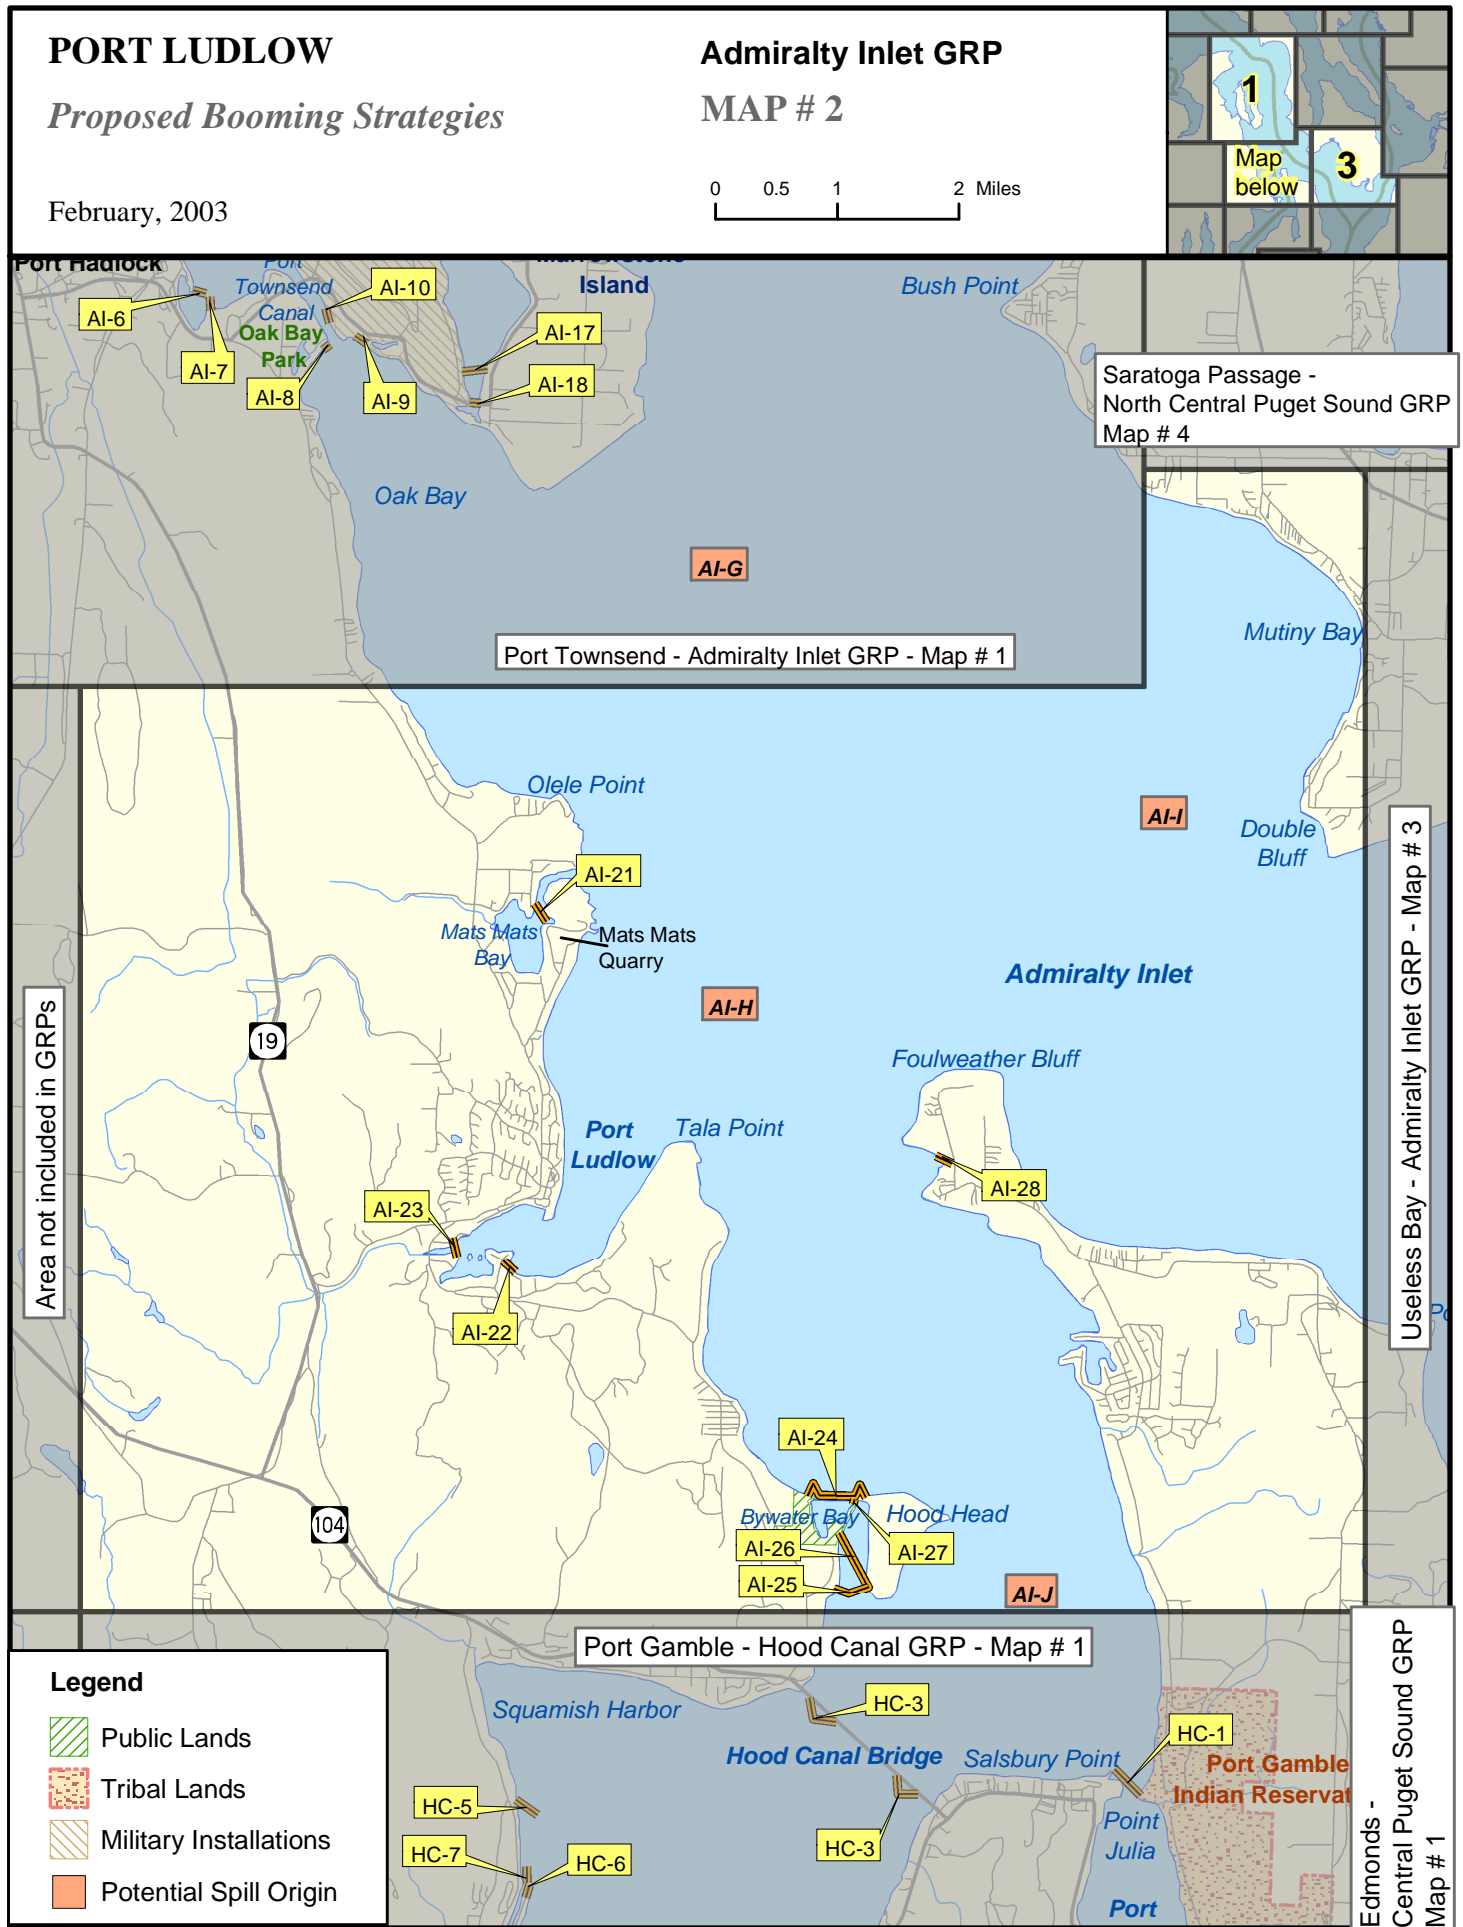 PORT LUDLOW
Proposed Booming Strategies
February, 2003
Admiralty Inlet GRP
MAP # 2
0 0.5 1 2 Miles
1
Map
below
3
Port Hadlock
Port
Townsend
Canal
Oak Bay
Park
AI-6
AI-7
AI-8
AI-9
AI-10
AI-17
AI-18
Island
Bush Point
Saratoga Passage -
North Central Puget Sound GRP
Map # 4
Oak Bay
AI-G
Port Townsend - Admiralty Inlet GRP - Map # 1
Mutiny Bay
Olele Point
AI-I
Double
Bluff
AI-21
Mats Mats
Bay
Mats Mats
Quarry
Admiralty Inlet
AI-H
Useless Bay - Admiralty Inlet GRP - Map # 3
Area not included in GRPs
19
Foulweather Bluff
Port
Ludlow
Tala Point
AI-28
AI-23
AI-22
AI-24
Bywater Bay
Hood Head
AI-26
AI-27
AI-25
AI-J
104
Port Gamble - Hood Canal GRP - Map # 1
Edmonds -
Central Puget Sound GRP
Map # 1
Squamish Harbor
HC-3
Hood Canal Bridge
Salsbury Point
HC-1
Port Gamble
Indian Reservat
HC-5
HC-3
Point
Julia
HC-7
HC-6
Port
Legend
Public Lands
Tribal Lands
Military Installations
Potential Spill Origin